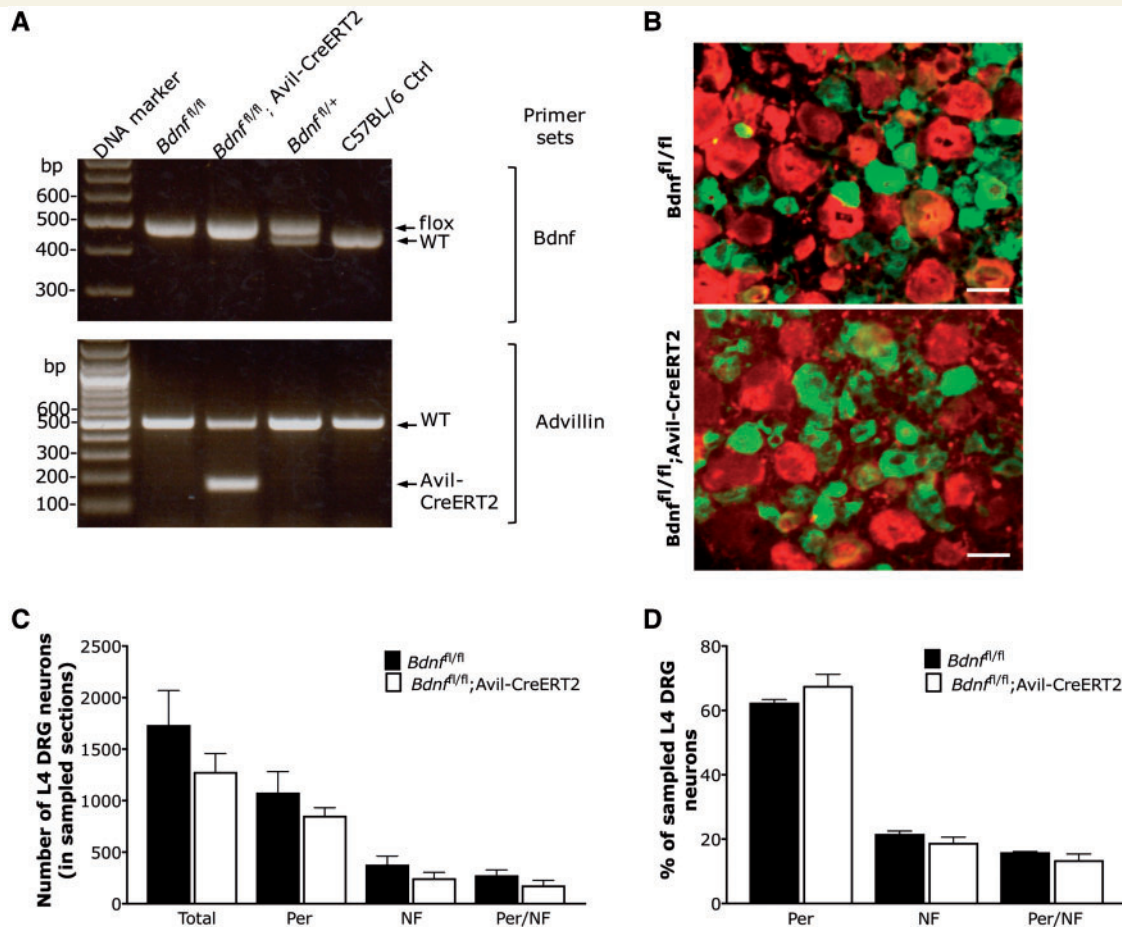 A
DNA marker
Bdnf fl/fl
Bdnf fl/fl; Avil-CreERT2
Bdnf fl/+
C57BL/6 Ctrl
Primer
sets
bp
600-
500-
400-
300-
flox
WT
Bdnf
bp
600-
500-
300-
200-
100-
WT
Avil-
CreERT2
Advillin
B
Bdnf fl/fl
Bdnf fl/fl;Avil-CreERT2
C
Number of L4 DRG neurons
(in sampled sections)
2500
2000
1500
1000
500
0
Bdnf fl/fl
Bdnf fl/fl;Avil-CreERT2
Total
Per
NF
Per/NF
D
% of sampled L4 DRG
neurons
80
60
40
20
0
Bdnf fl/fl
Bdnf fl/fl;Avil-CreERT2
Per
NF
Per/NF